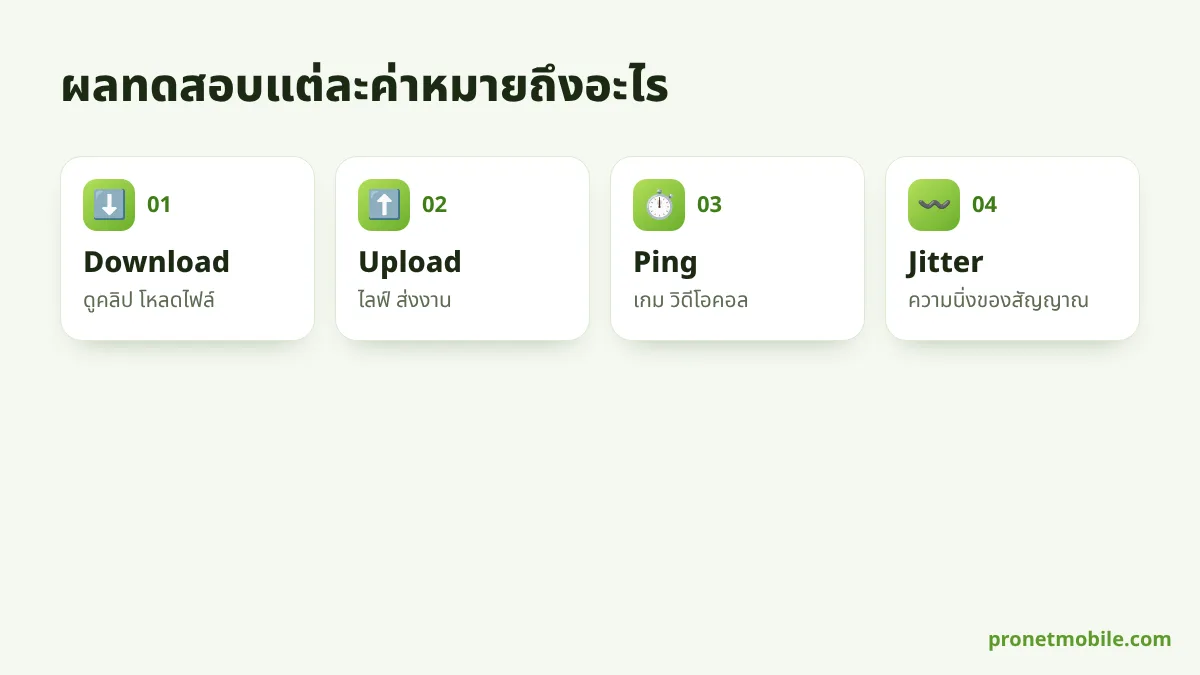 ผลทดสอบแต่ละค่าหมายถึงอะไร
01
Download
ดูคลิป โหลดไฟล์
02
Upload
ไลฟ์ ส่งงาน
03
Ping
เกม วิดีโอคอล
04
Jitter
ความนิ่งของสัญญาณ
pronetmobile.com